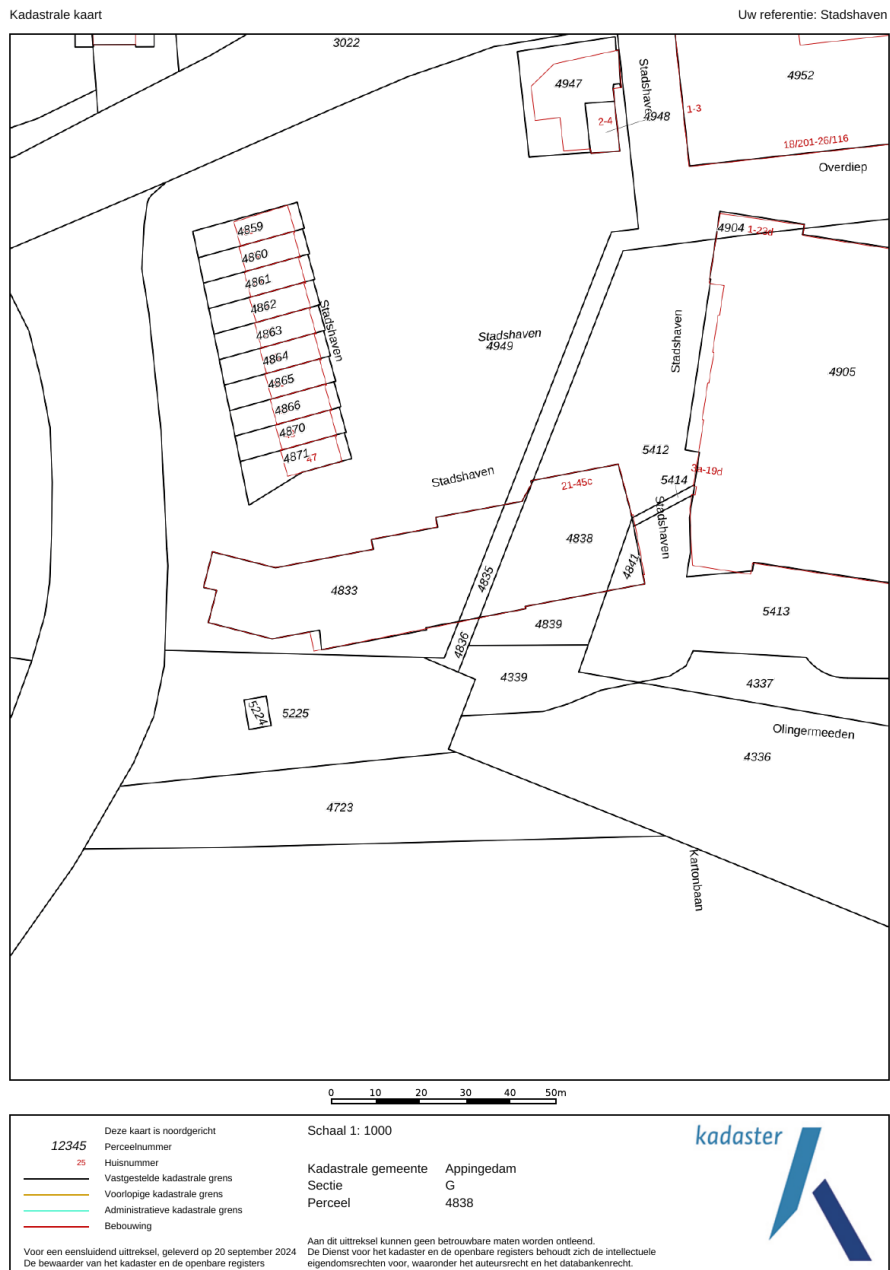 Kadastrale kaart
Uw referentie: Stadshaven
3022
4947
Stadshaven
4952
2-4
4948
1-3
18/201-26/116
Overdiep
4859
4904
1-23d
4860
4861
4862
Stadshaven
4863
Stadshaven
4949
Stadshaven
4864
4905
4865
4866
4870
4871
47
5412
Stadshaven
21-45c
5414
3a-19d
Stadshaven
4838
4833
4835
4841
4839
4836
5413
4339
4337
5224
5225
Olingermeeden
4336
4723
Kartonbaan
0 10 20 30 40 50m
Deze kaart is noordgericht
12345 Perceelnummer
25 Huisnummer
Vastgestelde kadastrale grens
Voorlopige kadastrale grens
Administratieve kadastrale grens
Bebouwing
Voor een eensluidend uittreksel, geleverd op 20 september 2024
De bewaarder van het kadaster en de openbare registers
Schaal 1: 1000
Kadastrale gemeente Appingedam
Sectie G
Perceel 4838
Aan dit uittreksel kunnen geen betrouwbare maten worden ontleend.
De Dienst voor het kadaster en de openbare registers behoudt zich de intellectuele
eigendomsrechten voor, waaronder het auteursrecht en het databankenrecht.
kadaster